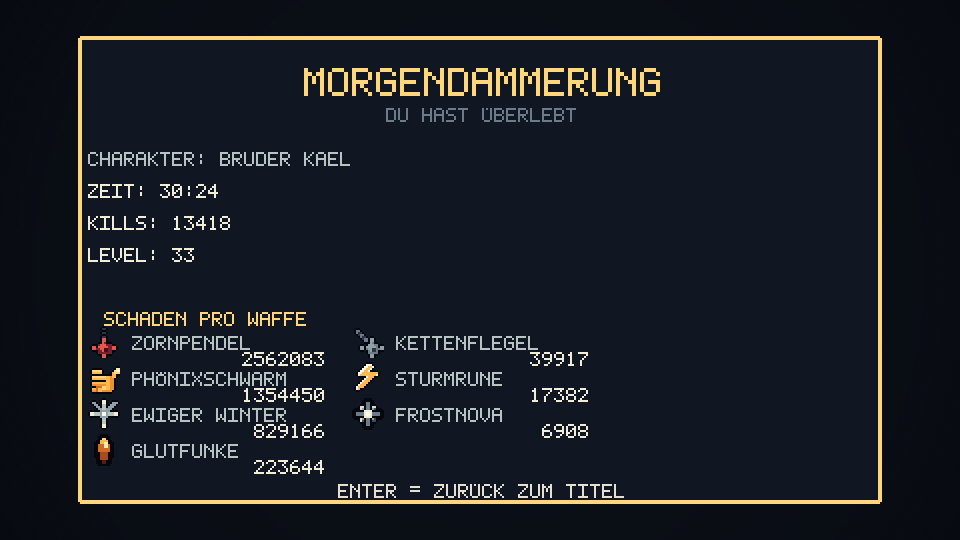 MORGENDAMMERUNG
DU HAST ÜBERLEBT
CHARAKTER: BRUDER KAEL
ZEIT: 30:24
KILLS: 13418
LEVEL: 33
SCHADEN PRO WAFFE
ZORNPENDEL
2562083
PHÖNIXSCHWARM
1354450
EWIGER WINTER
829166
GLUTFUNKE
223644
KETTENFLEGEL
39917
STURMRUNE
17382
FROSTNOVA
6908
ENTER = ZURÜCK ZUM TITEL